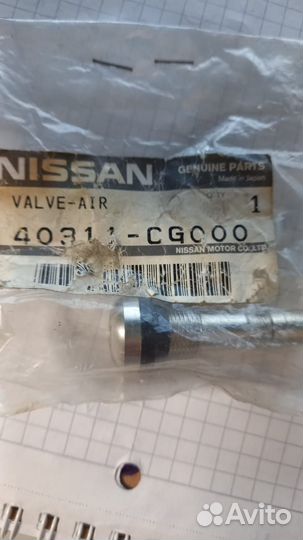 NISSAN
GENUINE PARTS
Made in Japan
VALVE-AIR
1
40311-CG000
NISSAN MOTOR CO.,LTD.
Avito